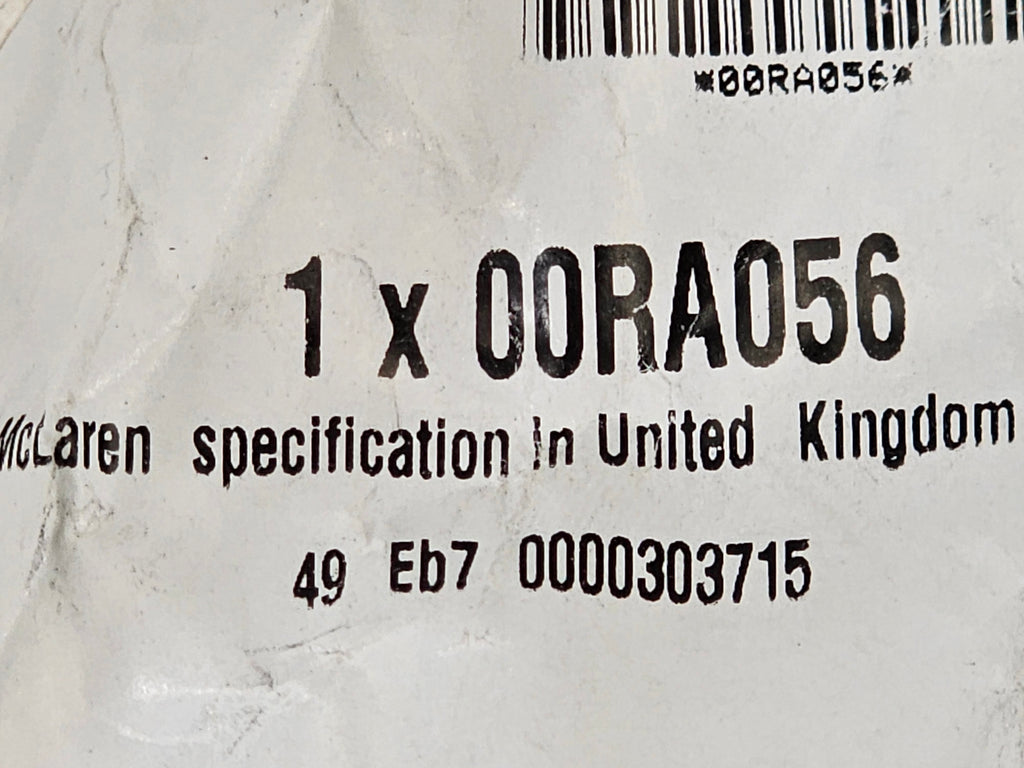 *00RA056*
1 x 00RA056
McLaren specification in United Kingdom
49 Eb7 0000303715